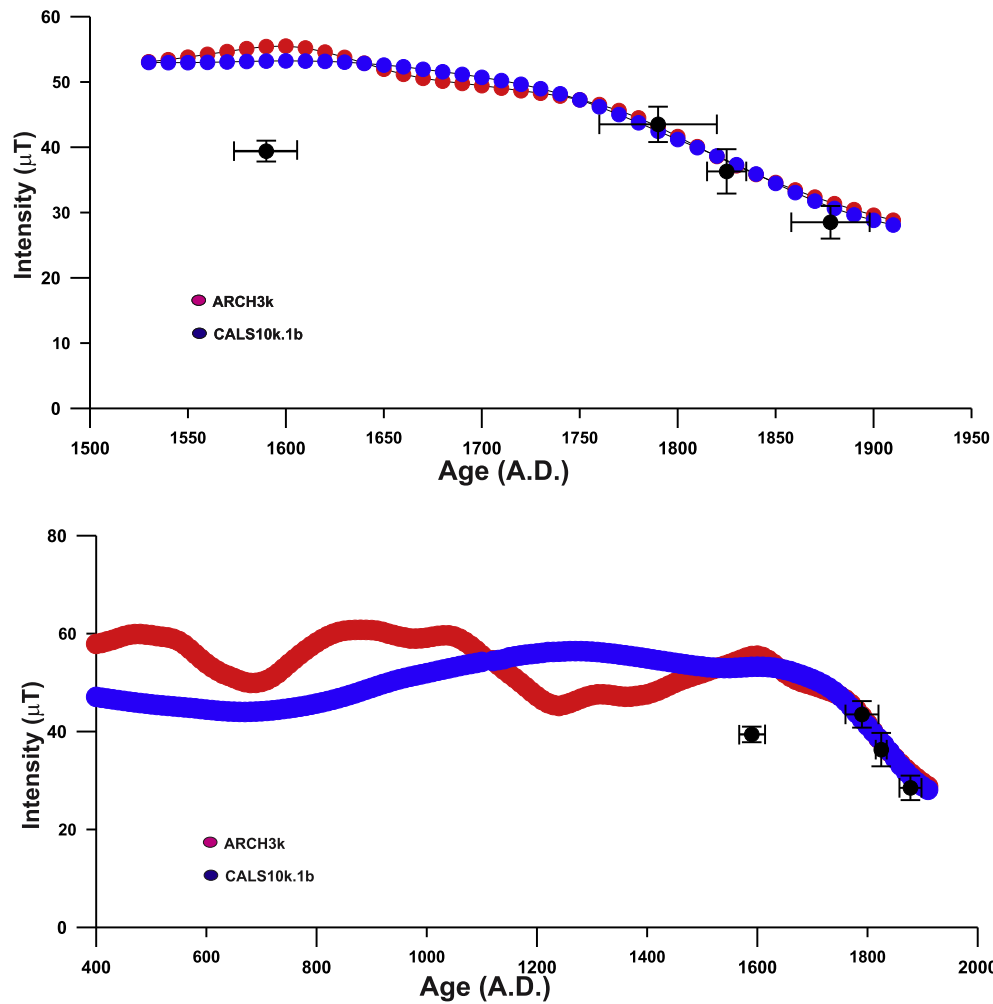 60
50
40
30
20
10
0
Intensity (μT)
ARCH3k
CALS10k.1b
1500 1550 1600 1650 1700 1750 1800 1850 1900 1950
Age (A.D.)
80
60
40
20
0
Intensity (μT)
ARCH3k
CALS10k.1b
400 600 800 1000 1200 1400 1600 1800 2000
Age (A.D.)